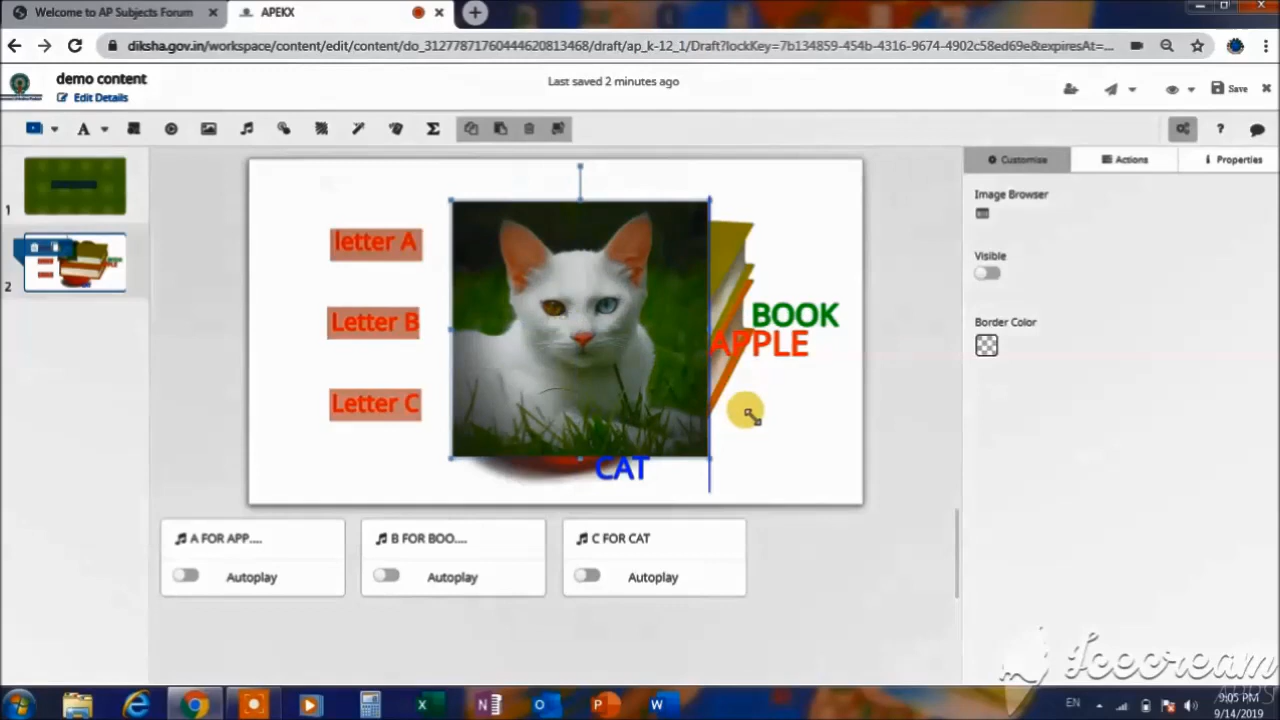 Welcome to AP Subjects Forum
APEKX
diksha.gov.in/workspace/content/edit/content/do_31277871760444620813468/draft/ap_k-12_1/Draft?lockKey=7b134859-454b-4316-9674-4902c58ed69e&expiresAt=...
demo content
Edit Details
Last saved 2 minutes ago
Save
A
Σ
?
Customise
Actions
Properties
1
2
Image Browser
Visible
Border Color
letter A
Letter B
Letter C
BOOK
APPLE
CAT
A FOR APP....
Autoplay
B FOR BOO....
Autoplay
C FOR CAT
Autoplay
Icecream
APPS
EN
9:05 PM
9/14/2019